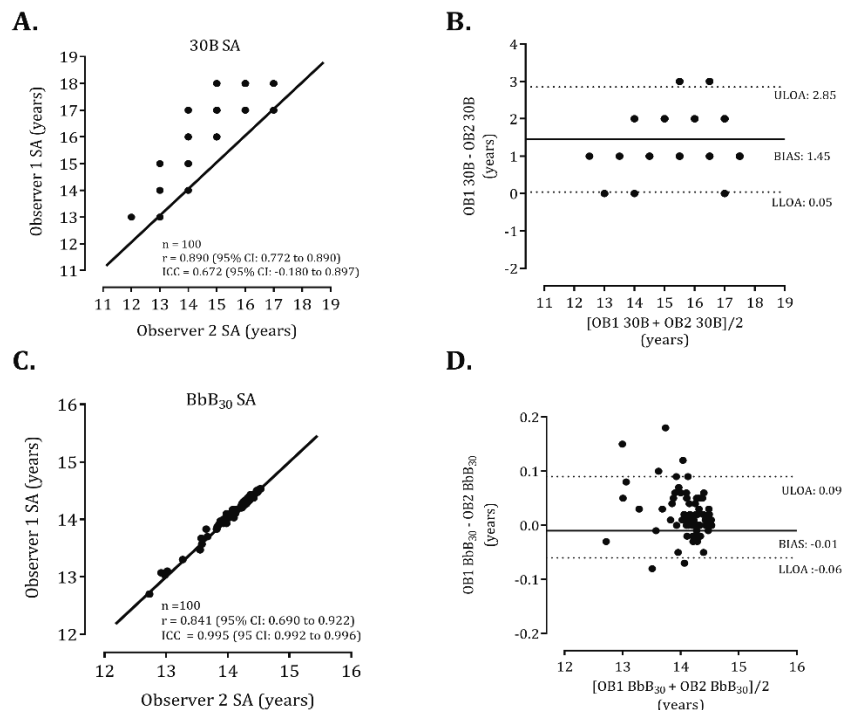 A.
30B SA
19
18
17
16
15
14
13
12
11
Observer 1 SA (years)
n = 100
r = 0.890 (95% CI: 0.772 to 0.890)
ICC = 0.672 (95% CI: -0.180 to 0.897)
11 12 13 14 15 16 17 18 19
Observer 2 SA (years)
B.
4
3
2
1
0
-1
-2
OB1 30B - OB2 30B
(years)
ULOA: 2.85
BIAS: 1.45
LLOA: 0.05
11 12 13 14 15 16 17 18 19
[OB1 30B + OB2 30B]/2
(years)
C.
BbB30 SA
16
15
14
13
12
Observer 1 SA (years)
n =100
r = 0.841 (95% CI: 0.690 to 0.922)
ICC = 0.995 (95 CI: 0.992 to 0.996)
12 13 14 15 16
Observer 2 SA (years)
D.
0.2
0.1
0.0
-0.1
-0.2
OB1 BbB30 - OB2 BbB30
(years)
ULOA: 0.09
BIAS: -0.01
LLOA :-0.06
12 13 14 15 16
[OB1 BbB30 + OB2 BbB30]/2
(years)